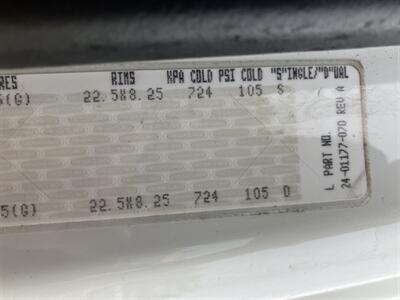 RES RIMS KPA COLD PSI COLD "S"INGLE/"D"UAL
5(G) 22.5X8.25 724 105 S
5(G) 22.5X8.25 724 105 D
L PART NO.
24-01177-070 REV A